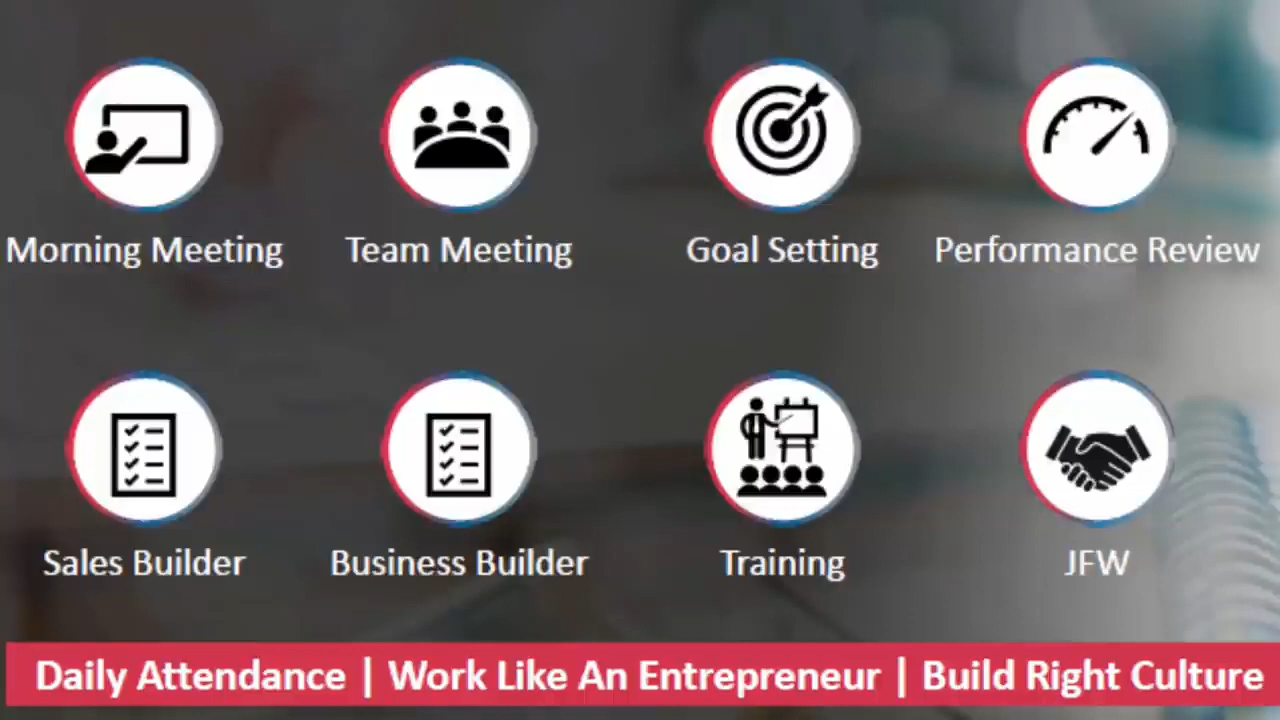 Morning Meeting
Team Meeting
Goal Setting
Performance Review
Sales Builder
Business Builder
Training
JFW
Daily Attendance | Work Like An Entrepreneur | Build Right Culture